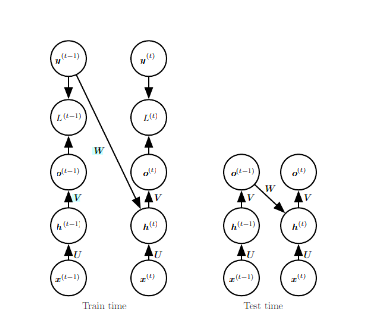 y^(t−1) y^(t)
L^(t−1) L^(t)
W
o^(t−1) o^(t) o^(t−1) o^(t)
W
V V V V
h^(t−1) h^(t) h^(t−1) h^(t)
U U U U
x^(t−1) x^(t) x^(t−1) x^(t)
Train time Test time